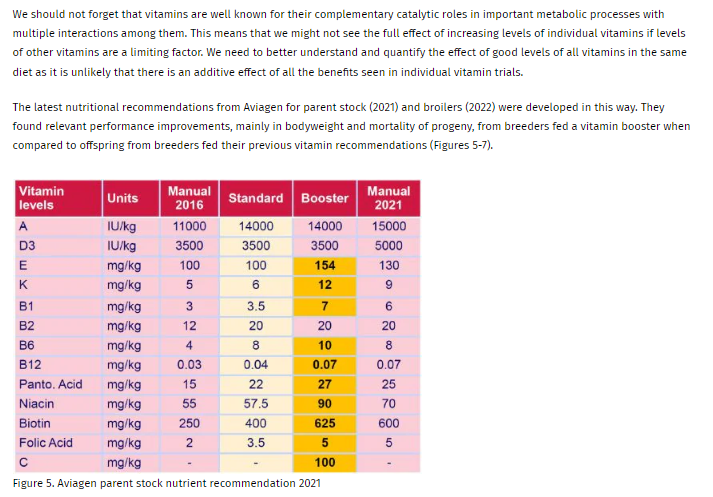 We should not forget that vitamins are well known for their complementary catalytic roles in important metabolic processes with
multiple interactions among them. This means that we might not see the full effect of increasing levels of individual vitamins if levels
of other vitamins are a limiting factor. We need to better understand and quantify the effect of good levels of all vitamins in the same
diet as it is unlikely that there is an additive effect of all the benefits seen in individual vitamin trials.
The latest nutritional recommendations from Aviagen for parent stock (2021) and broilers (2022) were developed in this way. They
found relevant performance improvements, mainly in bodyweight and mortality of progeny, from breeders fed a vitamin booster when
compared to offspring from breeders fed their previous vitamin recommendations (Figures 5-7).
Vitamin levels Units Manual 2016 Standard Booster Manual 2021
A IU/kg 11000 14000 14000 15000
D3 IU/kg 3500 3500 3500 5000
E mg/kg 100 100 154 130
K mg/kg 5 6 12 9
B1 mg/kg 3 3.5 7 6
B2 mg/kg 12 20 20 20
B6 mg/kg 4 8 10 8
B12 mg/kg 0.03 0.04 0.07 0.07
Panto. Acid mg/kg 15 22 27 25
Niacin mg/kg 55 57.5 90 70
Biotin mg/kg 250 400 625 600
Folic Acid mg/kg 2 3.5 5 5
C mg/kg - - 100 -
Figure 5. Aviagen parent stock nutrient recommendation 2021